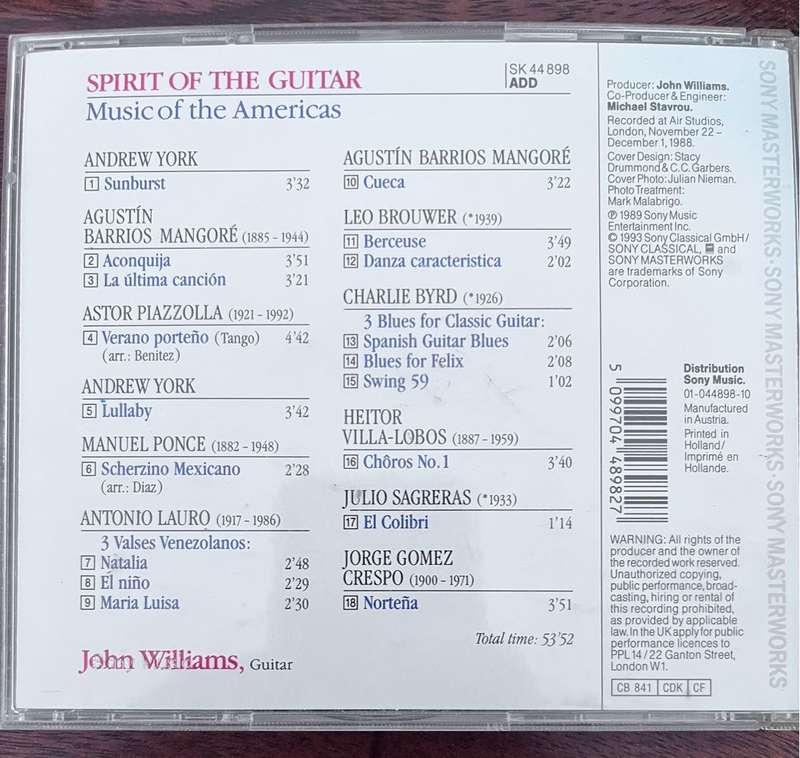 SPIRIT OF THE GUITAR
Music of the Americas
SK 44 898
ADD
ANDREW YORK
1 Sunburst 3'32
AGUSTÍN
BARRIOS MANGORÉ (1885 - 1944)
2 Aconquija 3'51
3 La última canción 3'21
ASTOR PIAZZOLLA (1921 - 1992)
4 Verano porteño (Tango) 4'42
(arr.: Benitez)
ANDREW YORK
5 Lullaby 3'42
MANUEL PONCE (1882 - 1948)
6 Scherzino Mexicano 2'28
(arr.: Diaz)
ANTONIO LAURO (1917 - 1986)
3 Valses Venezolanos:
7 Natalia 2'48
8 El niño 2'29
9 Maria Luisa 2'30
John Williams, Guitar
AGUSTÍN BARRIOS MANGORÉ
10 Cueca 3'22
LEO BROUWER (*1939)
11 Berceuse 3'49
12 Danza caracteristica 2'02
CHARLIE BYRD (*1926)
3 Blues for Classic Guitar:
13 Spanish Guitar Blues 2'06
14 Blues for Felix 2'08
15 Swing 59 1'02
HEITOR
VILLA-LOBOS (1887 - 1959)
16 Chôros No. 1 3'40
JULIO SAGRERAS (*1933)
17 El Colibri 1'14
JORGE GOMEZ
CRESPO (1900 - 1971)
18 Norteña 3'51
Total time: 53'52
Producer: John Williams.
Co-Producer & Engineer:
Michael Stavrou.
Recorded at Air Studios,
London, November 22 –
December 1, 1988.
Cover Design: Stacy
Drummond & C.C. Garbers.
Cover Photo: Julian Nieman.
Photo Treatment:
Mark Malabrigo.
℗ 1989 Sony Music
Entertainment Inc.
© 1993 Sony Classical GmbH/
SONY CLASSICAL, and
SONY MASTERWORKS
are trademarks of Sony
Corporation.
5 099704 489827
Distribution
Sony Music.
01-044898-10
Manufactured
in Austria.
Printed in
Holland/
Imprimé en
Hollande.
WARNING: All rights of the
producer and the owner of
the recorded work reserved.
Unauthorized copying,
public performance, broad-
casting, hiring or rental of
this recording prohibited,
as provided by applicable
law. In the UK apply for public
performance licences to
PPL 14 / 22 Ganton Street,
London W1.
CB 841 CDK CF
SONY MASTERWORKS · SONY MASTERWORKS · SONY MASTERWORKS